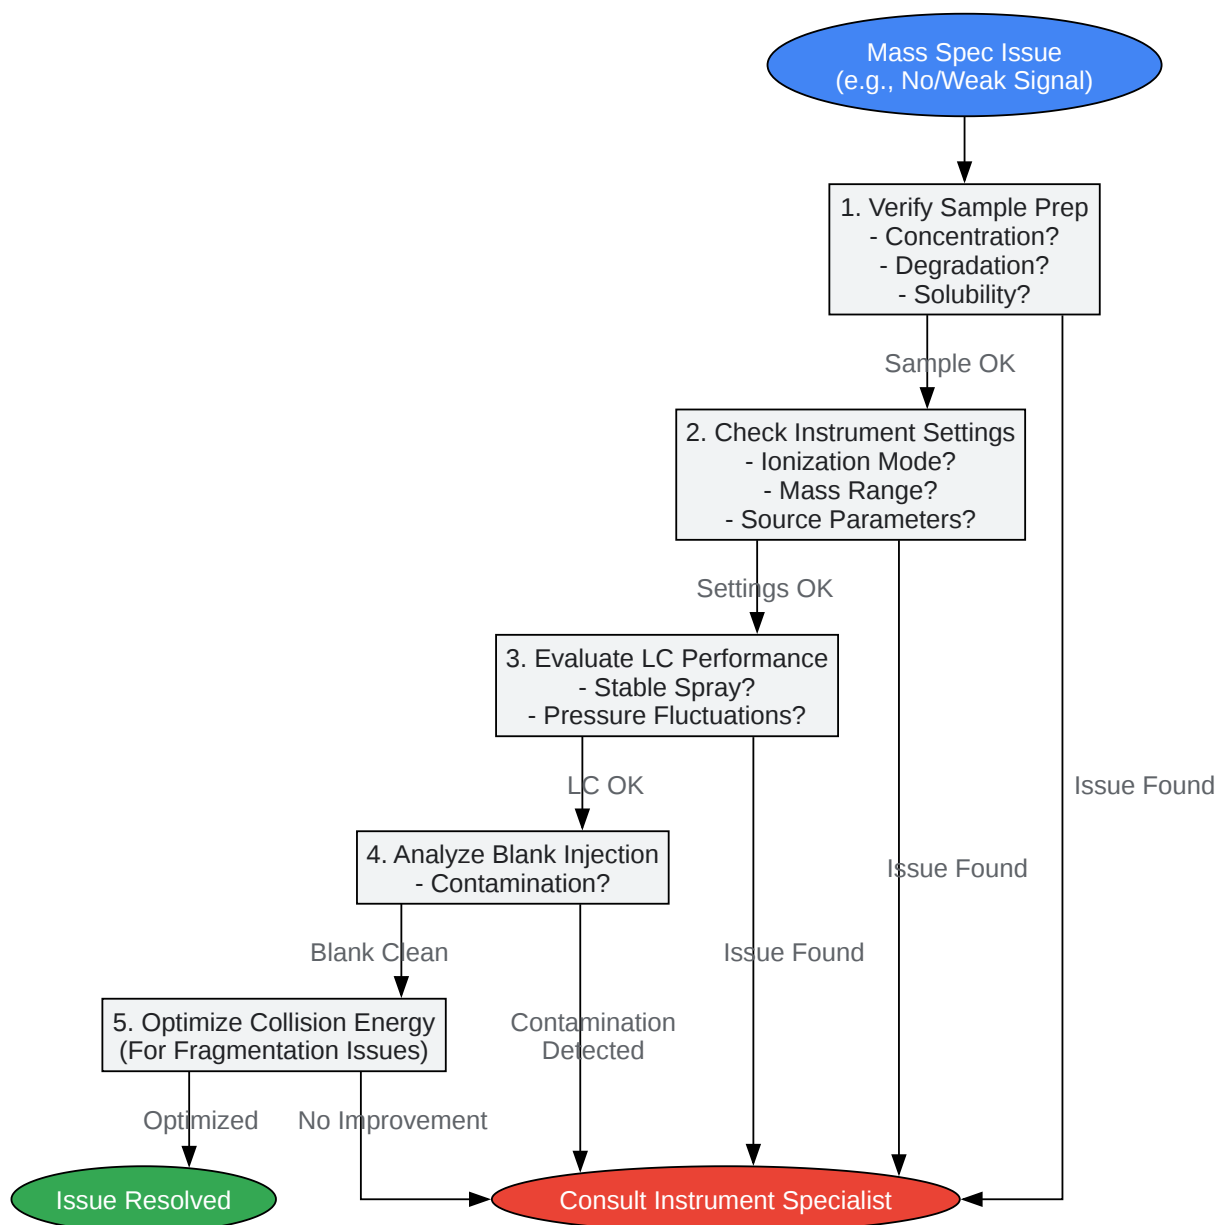 Mass Spec Issue
(e.g., No/Weak Signal)
1. Verify Sample Prep
- Concentration?
- Degradation?
- Solubility?
Sample OK
2. Check Instrument Settings
- Ionization Mode?
- Mass Range?
- Source Parameters?
Settings OK
3. Evaluate LC Performance
- Stable Spray?
- Pressure Fluctuations?
LC OK
Issue Found
4. Analyze Blank Injection
- Contamination?
Issue Found
Blank Clean
Issue Found
5. Optimize Collision Energy
(For Fragmentation Issues)
Contamination
Detected
Optimized
No Improvement
Issue Resolved
Consult Instrument Specialist